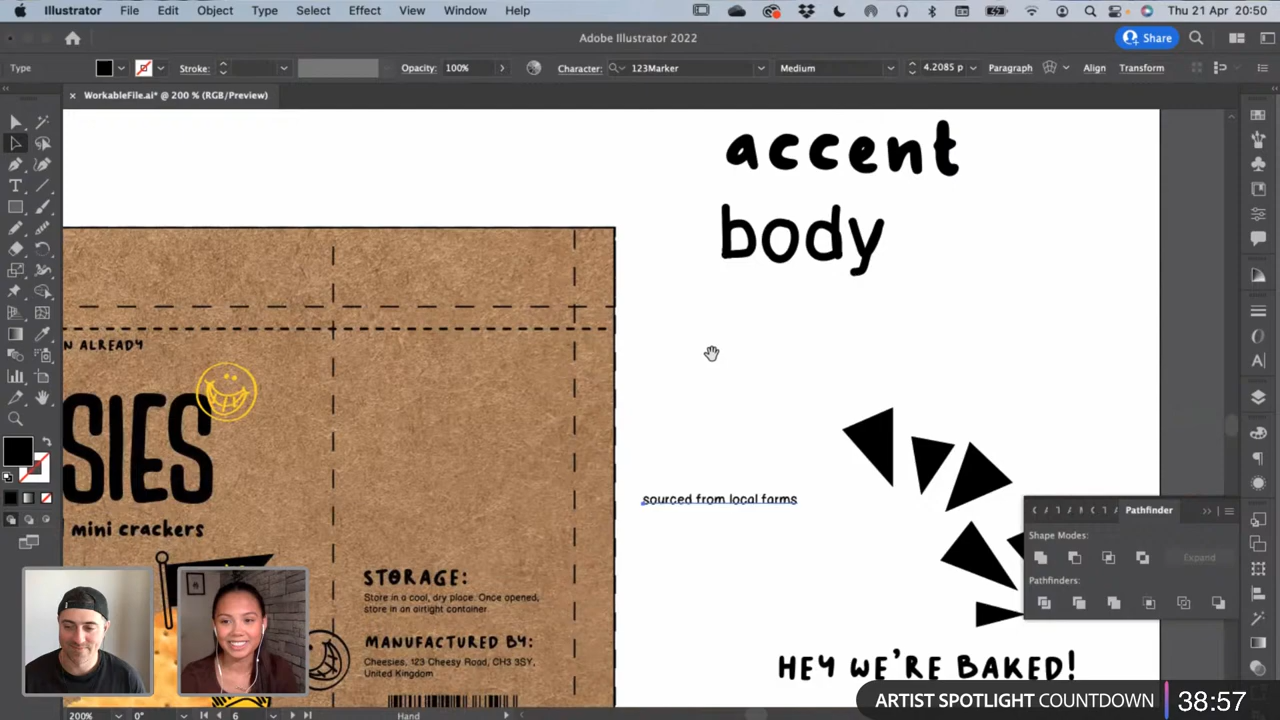 Illustrator File Edit Object Type Select Effect View Window Help Thu 21 Apr 20:50
Adobe Illustrator 2022 Share
Type Stroke: Opacity: 100% Character: 123Marker Medium 4.2085 p Paragraph Align Transform
× WorkableFile.ai* @ 200 % (RGB/Preview)
accent
body
N ALREADY
SIES
mini crackers
sourced from local farms
Pathfinder
Shape Modes:
Expand
Pathfinders:
STORAGE:
Store in a cool, dry place. Once opened,
store in an airtight container.
MANUFACTURED BY:
Cheesies, 123 Cheesy Road, CH3 3SY,
United Kingdom
HEY WE'RE BAKED!
ARTIST SPOTLIGHT COUNTDOWN 38:57
200% 0° 6 Hand